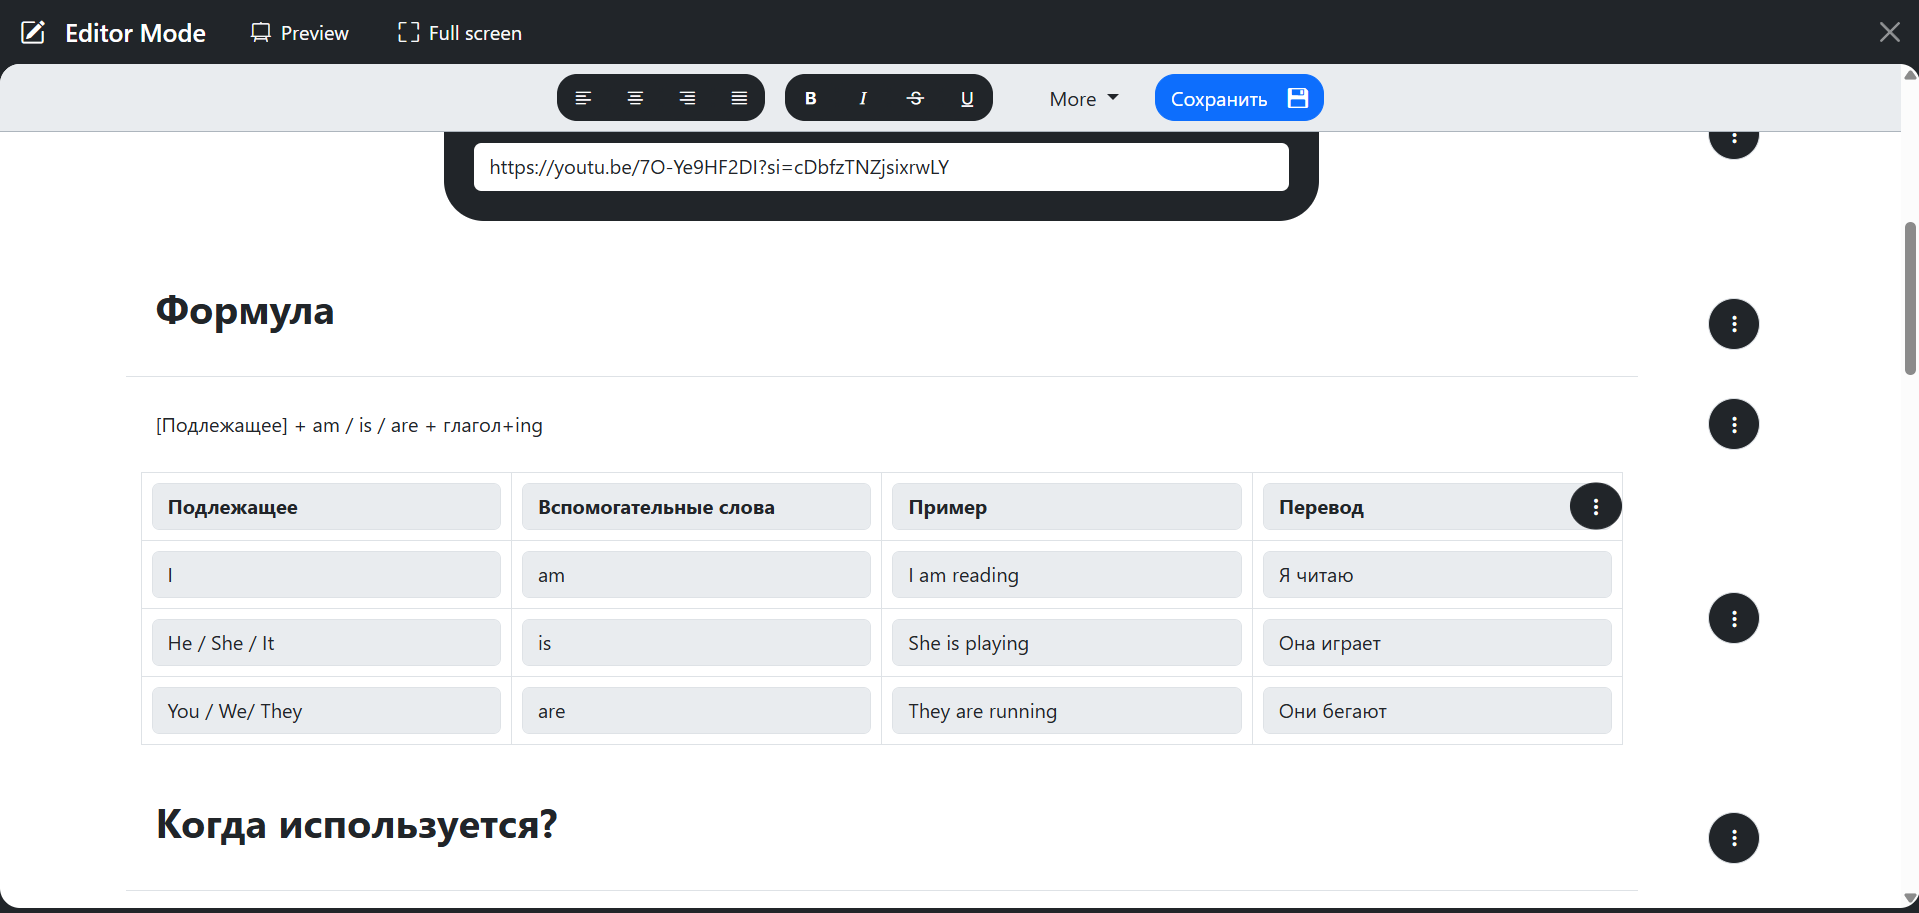 Editor Mode Preview Full screen
B I S U More Сохранить
https://youtu.be/7O-Ye9HF2DI?si=cDbfzTNZjsixrwLY
Формула
[Подлежащее] + am / is / are + глагол+ing
Подлежащее Вспомогательные слова Пример Перевод
I am I am reading Я читаю
He / She / It is She is playing Она играет
You / We/ They are They are running Они бегают
Когда используется?